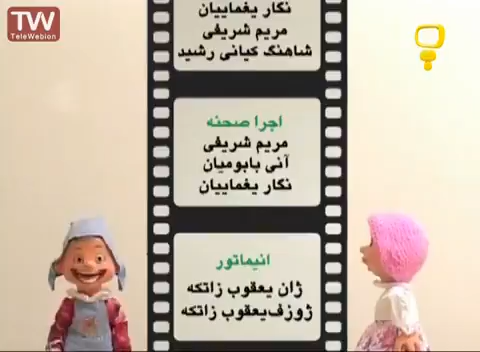 TW
TeleWebion
نگار یغماییان
مریم شریفی
شاهنگ کیانی رشید
اجرا صحنه
مریم شریفی
آنی بابومیان
نگار یغماییان
انیماتور
ژان یعقوب زاتکه
ژوزف‌یعقوب زاتکه